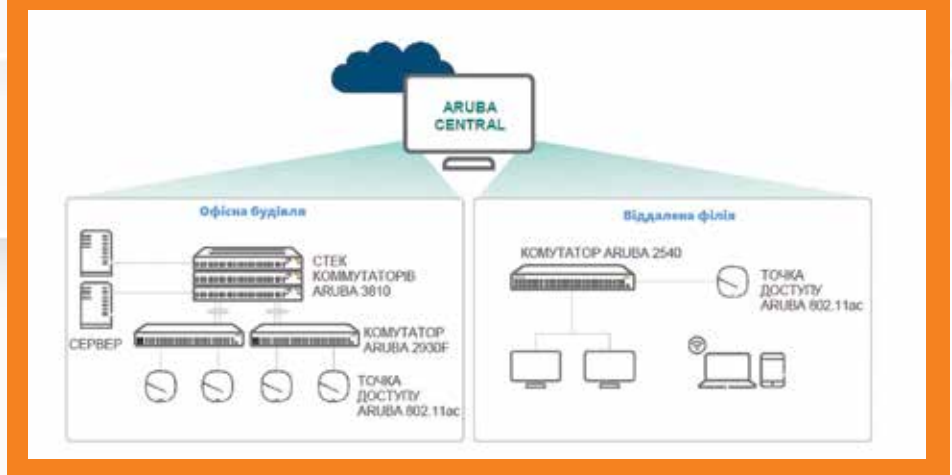 ARUBA
CENTRAL
Офісна будівля
СТЕК
КОММУТАТОРІВ
ARUBA 3810
СЕРВЕР
КОМУТАТОР
ARUBA 2930F
ТОЧКА
ДОСТУПУ
ARUBA 802.11ac
Віддалена філія
КОМУТАТОР ARUBA 2540
ТОЧКА
ДОСТУПУ
ARUBA 802.11ac